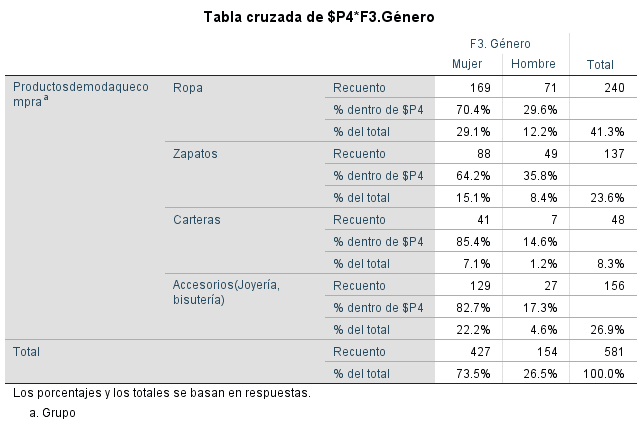 Tabla cruzada de $P4*F3.Género
F3. Género
Mujer Hombre Total
Productosdemodaqueco
mpraª
Ropa Recuento 169 71 240
% dentro de $P4 70.4% 29.6%
% del total 29.1% 12.2% 41.3%
Zapatos Recuento 88 49 137
% dentro de $P4 64.2% 35.8%
% del total 15.1% 8.4% 23.6%
Carteras Recuento 41 7 48
% dentro de $P4 85.4% 14.6%
% del total 7.1% 1.2% 8.3%
Accesorios(Joyería, Recuento 129 27 156
bisutería)
% dentro de $P4 82.7% 17.3%
% del total 22.2% 4.6% 26.9%
Total Recuento 427 154 581
% del total 73.5% 26.5% 100.0%
Los porcentajes y los totales se basan en respuestas.
a. Grupo